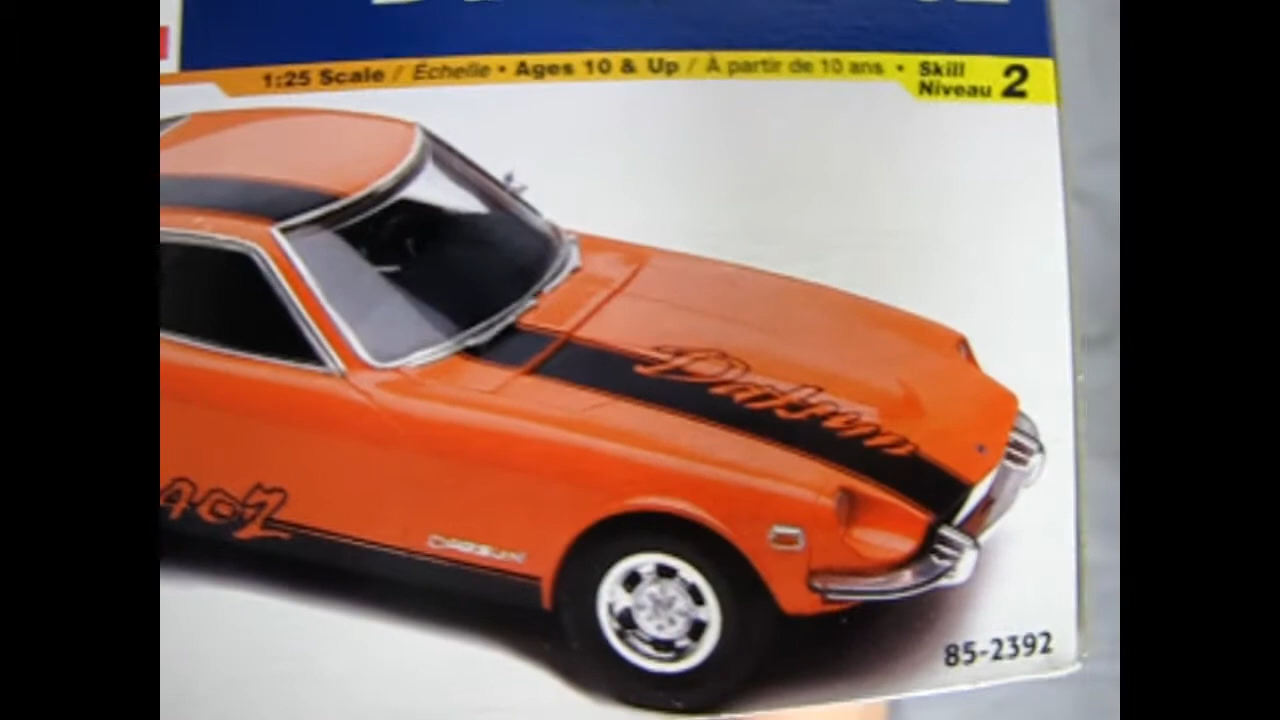 1:25 Scale / Échelle • Ages 10 & Up / À partir de 10 ans • Skill
Niveau 2
Datsun
240Z
DATSUN
85-2392